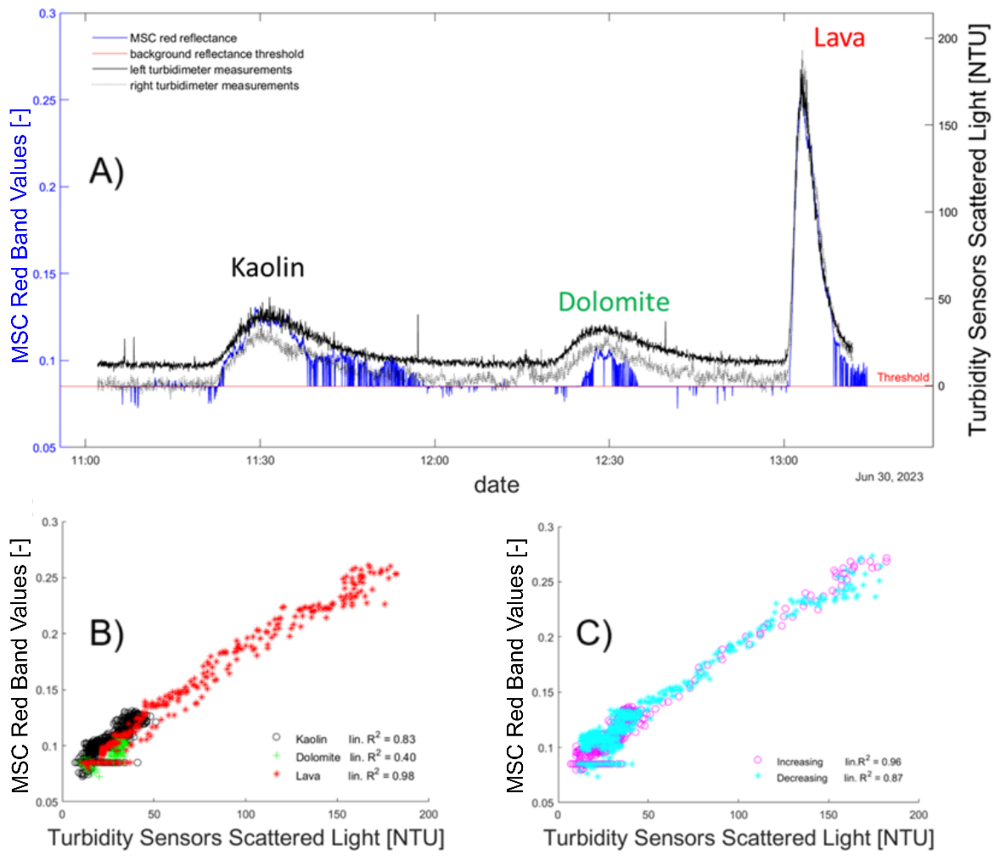 0.3
0.25
0.2
0.15
0.1
0.05
MSC Red Band Values [-]
MSC red reflectance
background reflectance threshold
left turbidimeter measurements
right turbidimeter measurements
A)
Kaolin
Dolomite
Lava
Threshold
200
150
100
50
0
Turbidity Sensors Scattered Light [NTU]
11:00
11:30
12:00
12:30
13:00
Jun 30, 2023
date
0.3
0.25
0.2
0.15
0.1
0.05
MSC Red Band Values [-]
B)
Kaolin lin. R2 = 0.83
Dolomite lin. R2 = 0.40
Lava lin. R2 = 0.98
0
50
100
150
200
Turbidity Sensors Scattered Light [NTU]
0.3
0.25
0.2
0.15
0.1
0.05
MSC Red Band Values [-]
C)
Increasing lin.R2 = 0.96
Decreasing lin. R2 = 0.87
0
50
100
150
200
Turbidity Sensors Scattered Light [NTU]